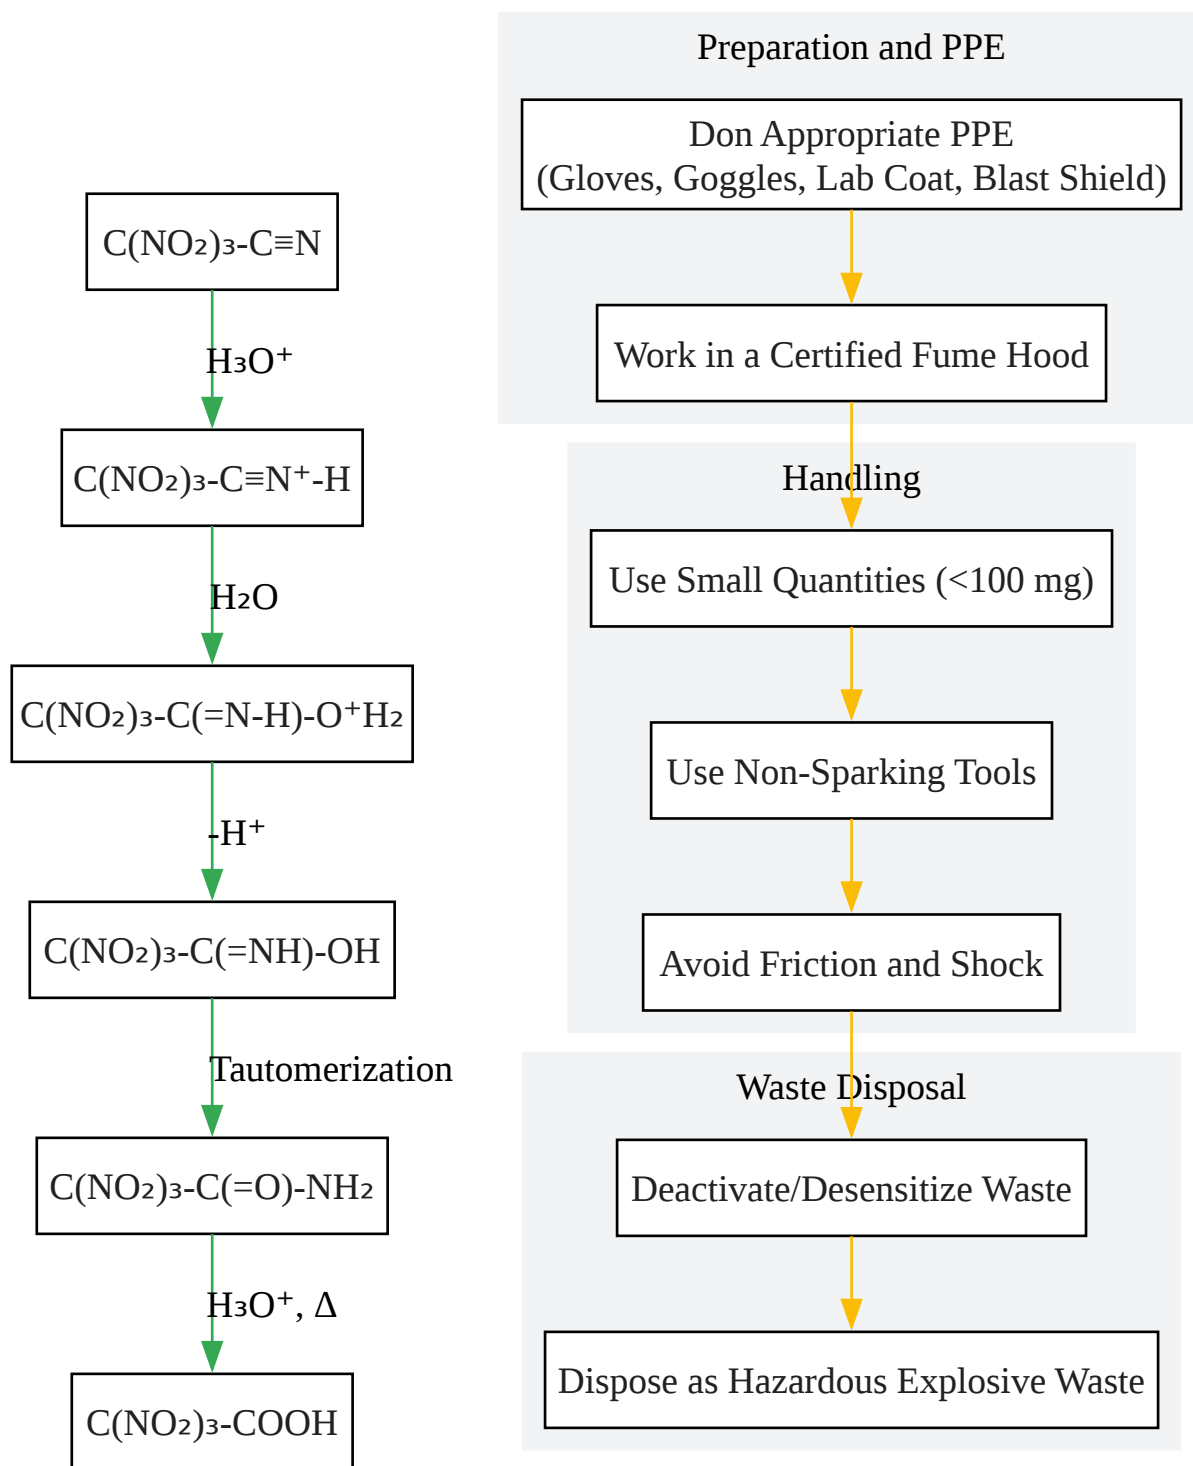 C(NO₂)₃-C≡N
H₃O⁺
C(NO₂)₃-C≡N⁺-H
H₂O
C(NO₂)₃-C(=N-H)-O⁺H₂
-H⁺
C(NO₂)₃-C(=NH)-OH
Tautomerization
C(NO₂)₃-C(=O)-NH₂
H₃O⁺, Δ
C(NO₂)₃-COOH
Preparation and PPE
Don Appropriate PPE
(Gloves, Goggles, Lab Coat, Blast Shield)
Work in a Certified Fume Hood
Handling
Use Small Quantities (<100 mg)
Use Non-Sparking Tools
Avoid Friction and Shock
Waste Disposal
Deactivate/Desensitize Waste
Dispose as Hazardous Explosive Waste